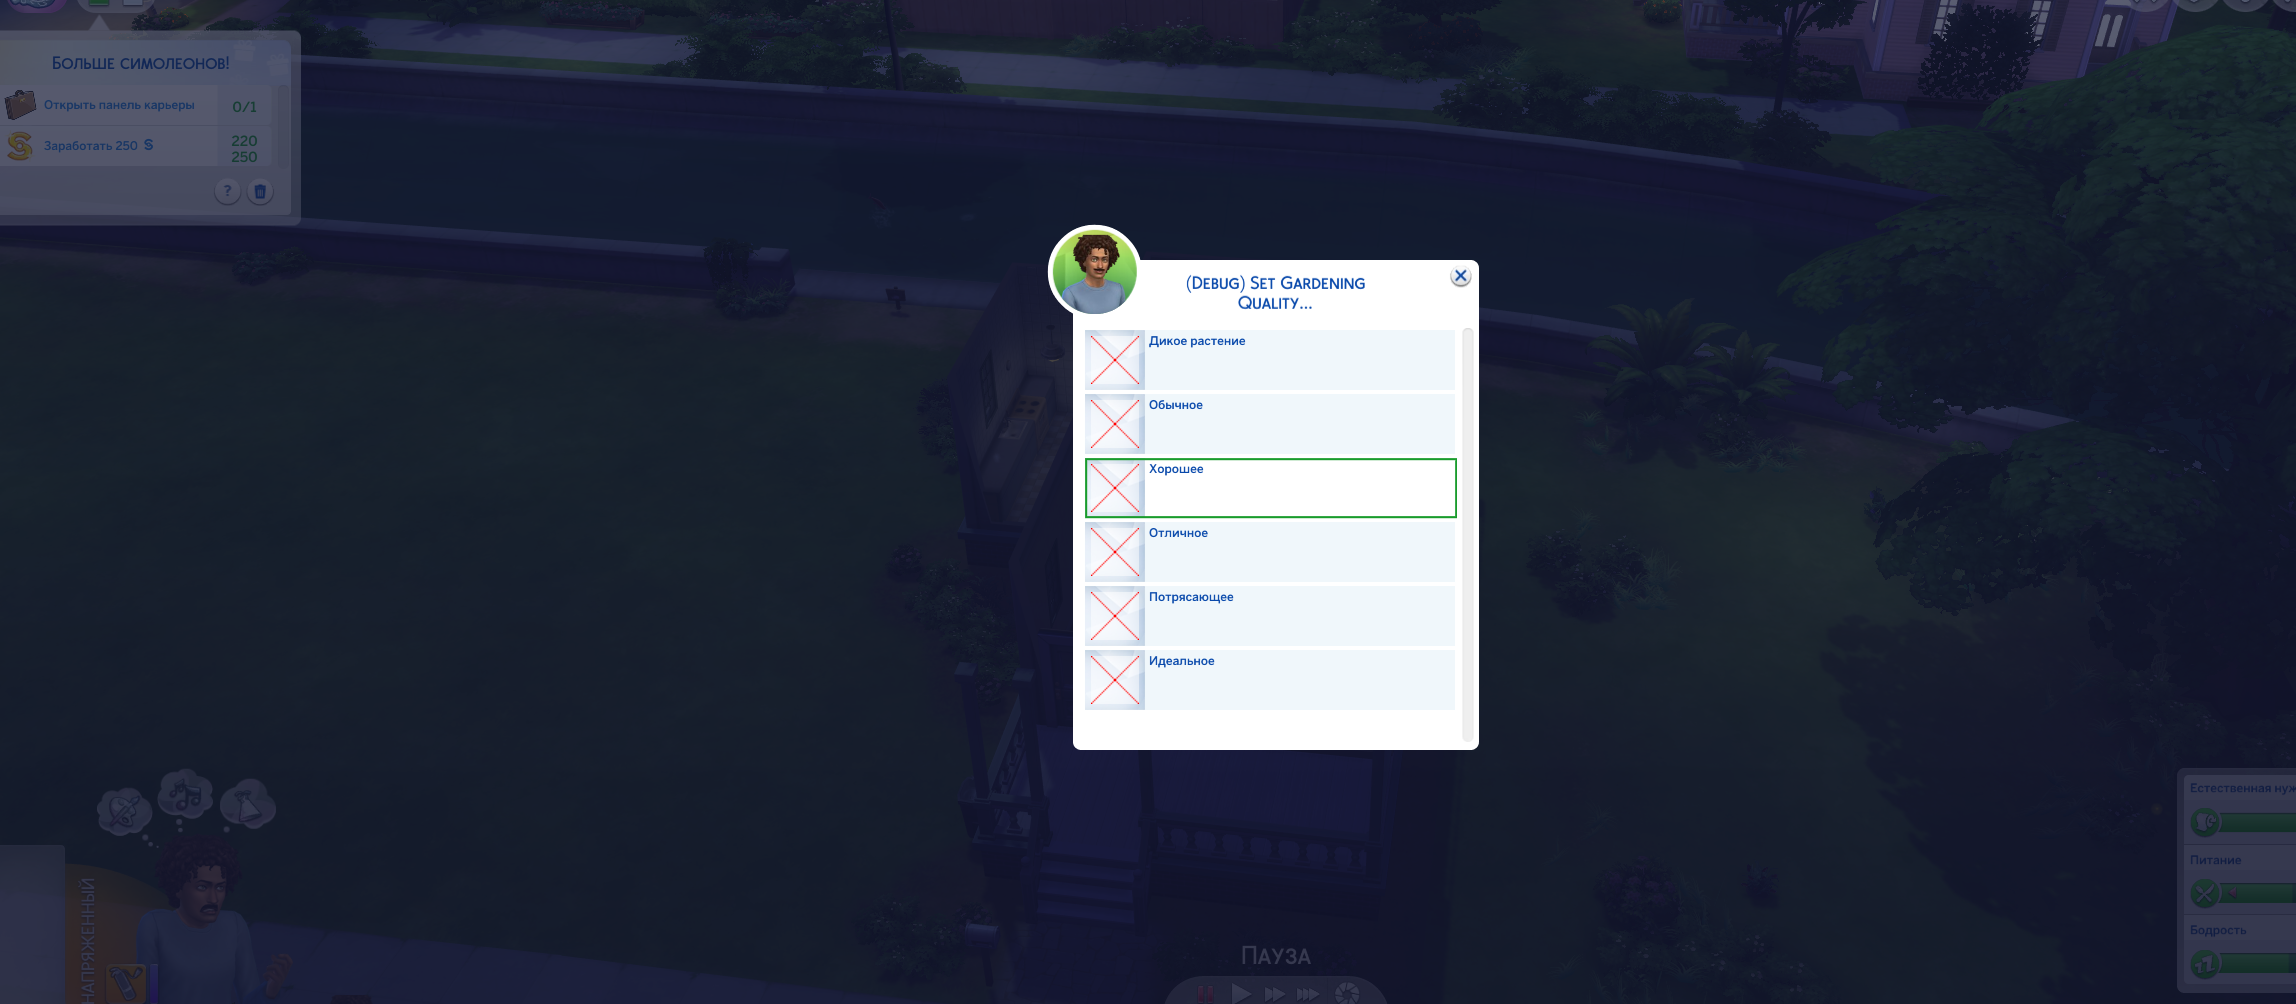 Больше симолеонов!
Открыть панель карьеры
0/1
Заработать 250 S
220
250
?
(Debug) Set Gardening
Quality...
Дикое растение
Обычное
Хорошее
Отличное
Потрясающее
Идеальное
НАПРЯЖЕННЫЙ
Пауза
Естественная
Питание
Бодрость